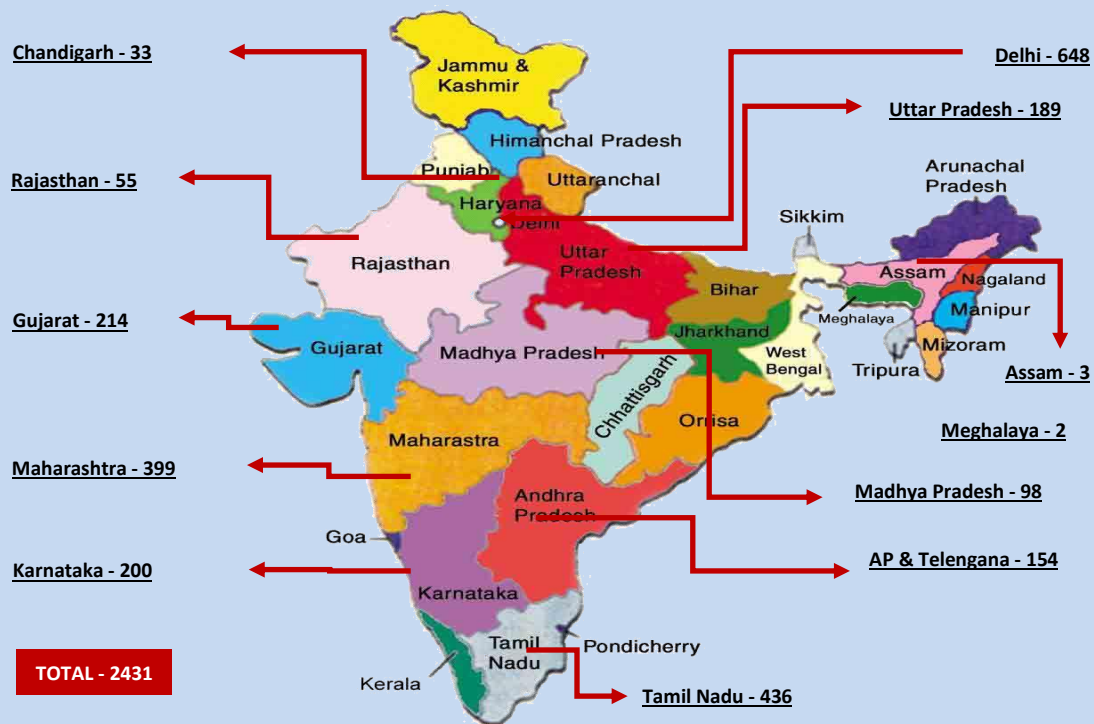 Chandigarh - 33
Delhi - 648
Jammu &
Kashmir
Uttar Pradesh - 189
Himanchal Pradesh
Punjab
Uttaranchal
Arunachal
Pradesh
Rajasthan - 55
Haryana
Delhi
Sikkim
Rajasthan
Uttar
Pradesh
Assam
Nagaland
Bihar
Meghalaya
Manipur
Gujarat - 214
Jharkhand
Gujarat
Madhya Pradesh
West
Bengal
Mizoram
Tripura
Assam - 3
Chhattisgarh
Orrisa
Maharastra
Meghalaya - 2
Maharashtra - 399
Madhya Pradesh - 98
Andhra
Pradesh
Goa
AP & Telengana - 154
Karnataka - 200
Karnataka
Tamil
Nadu
Pondicherry
TOTAL - 2431
Kerala
Tamil Nadu - 436